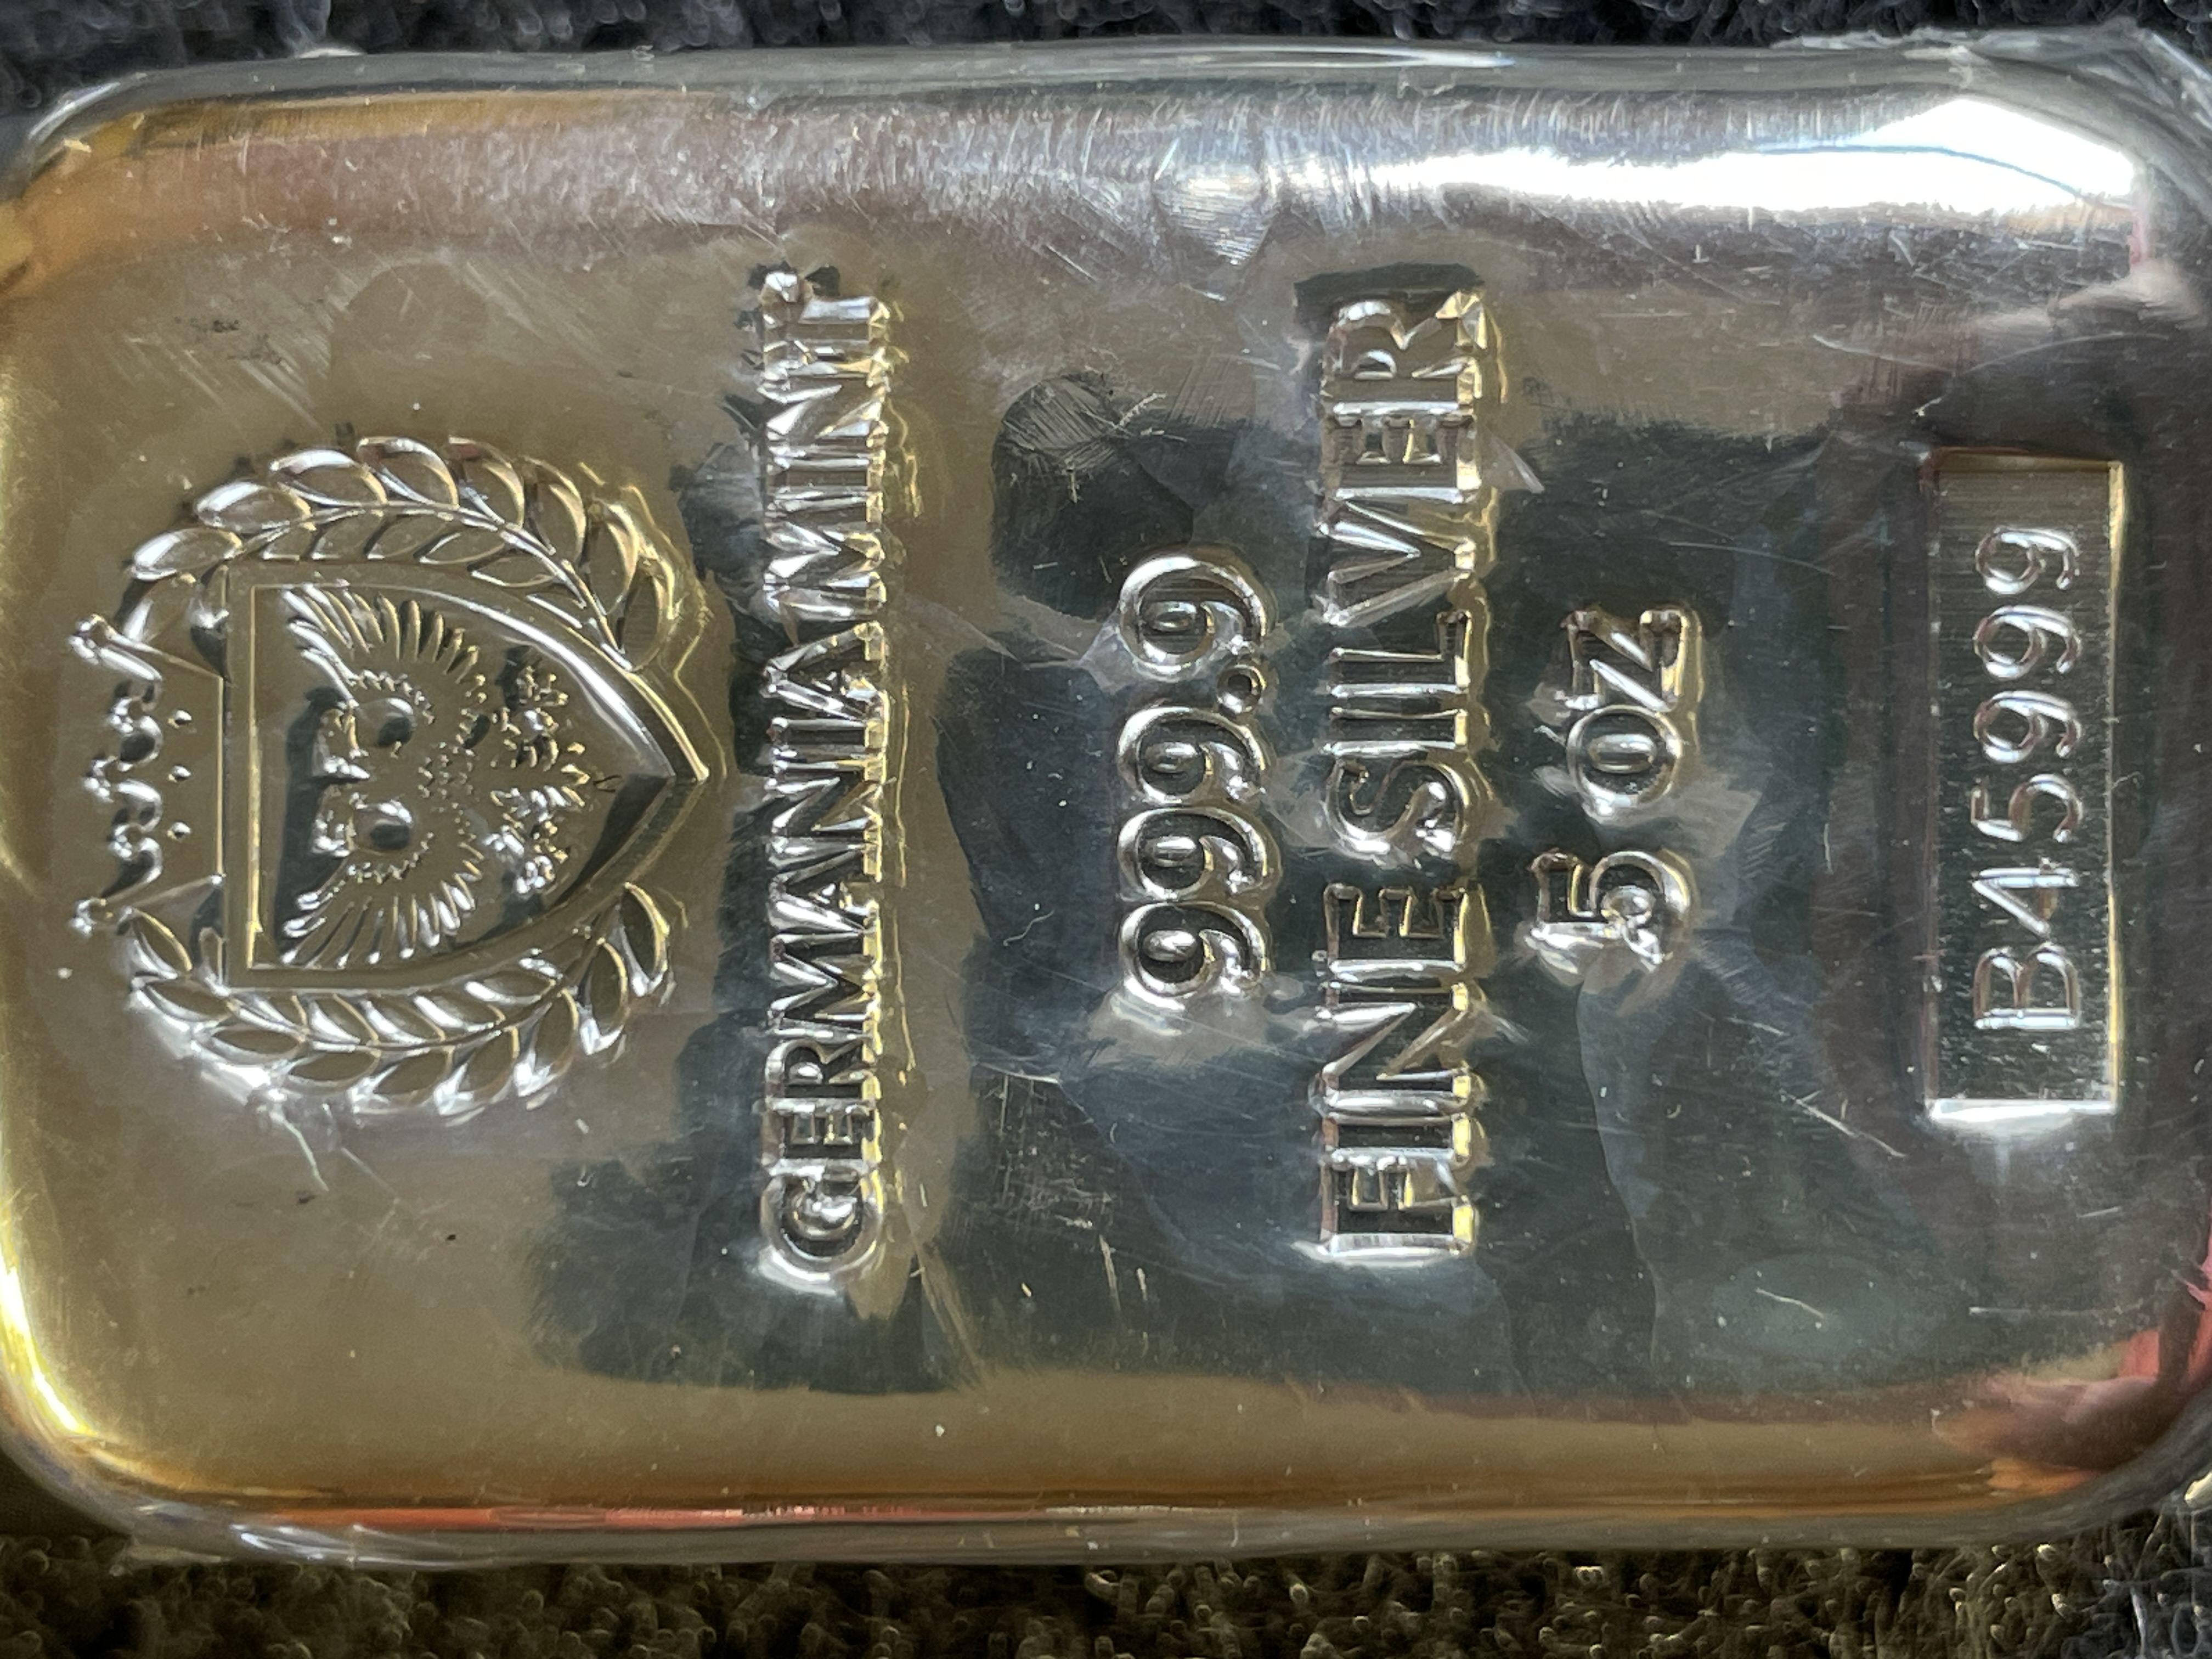 GERMANIA MINT
999.9
FINE SILVER
5 oz
B45999